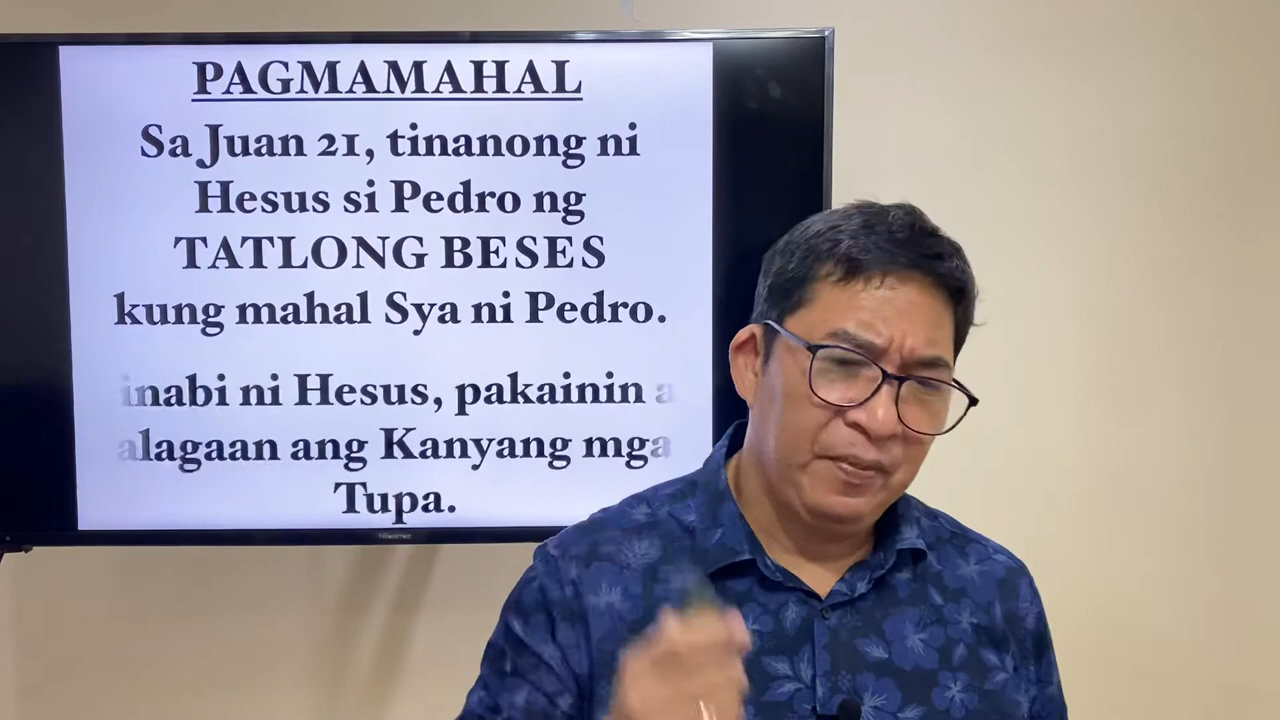 PAGMAMAHAL
Sa Juan 21, tinanong ni
Hesus si Pedro ng
TATLONG BESES
kung mahal Sya ni Pedro.
inabi ni Hesus, pakainin a
alagaan ang Kanyang mga
Tupa.